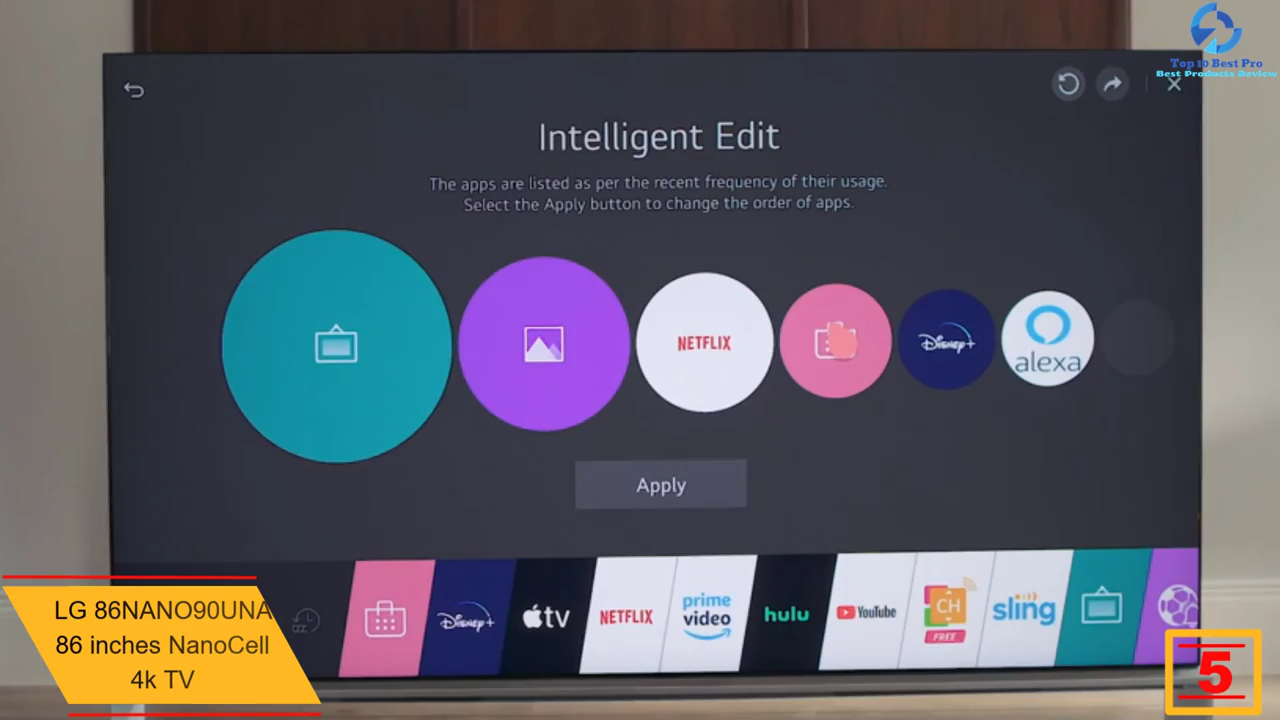 Top 10 Best Pro
Best Products Review
Intelligent Edit
The apps are listed as per the recent frequency of their usage.
Select the Apply button to change the order of apps.
NETFLIX
Disney+
alexa
Apply
Disney+
tv
NETFLIX
prime
video
hulu
YouTube
CH
FREE
sling
LG 86NANO90UNA
86 inches NanoCell
4k TV
5